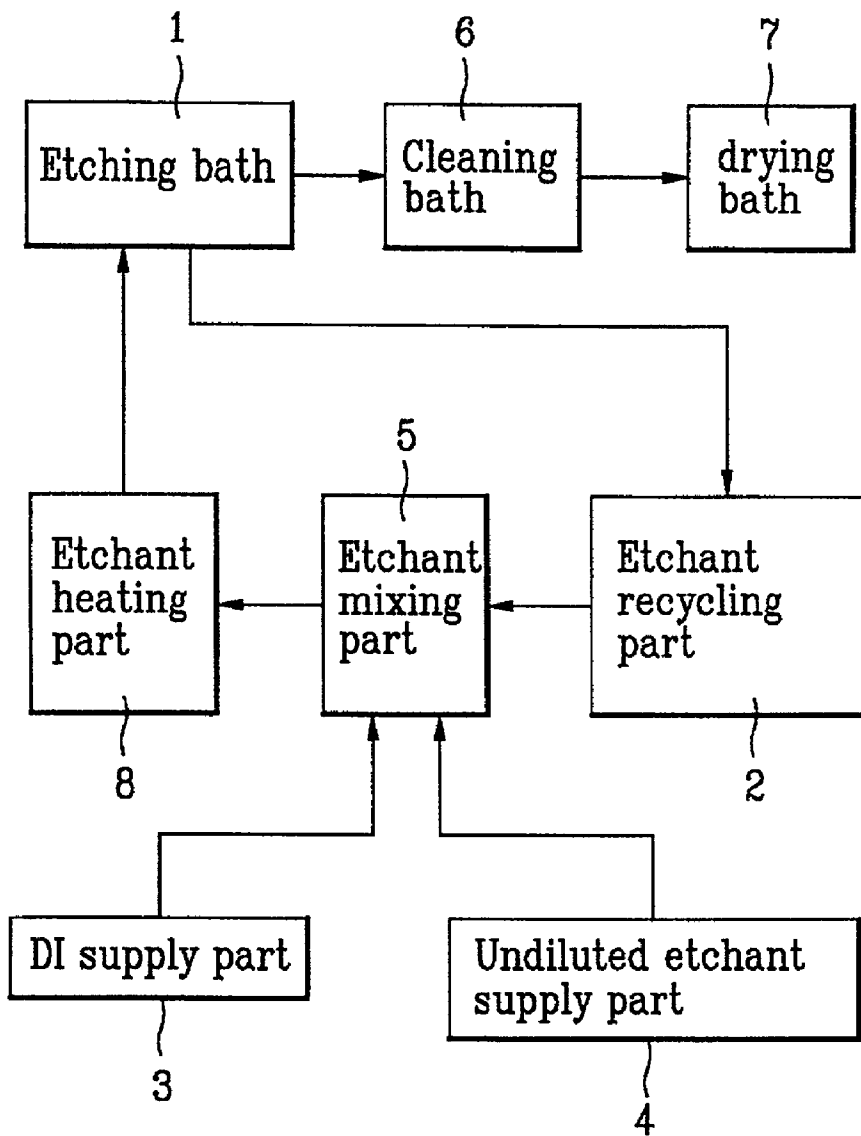 1
6
7
Etching bath
Cleaning
bath
drying
bath
5
Etchant
heating
part
Etchant
mixing
part
Etchant
recycling
part
8
2
DI supply part
Undiluted etchant
supply part
3
4